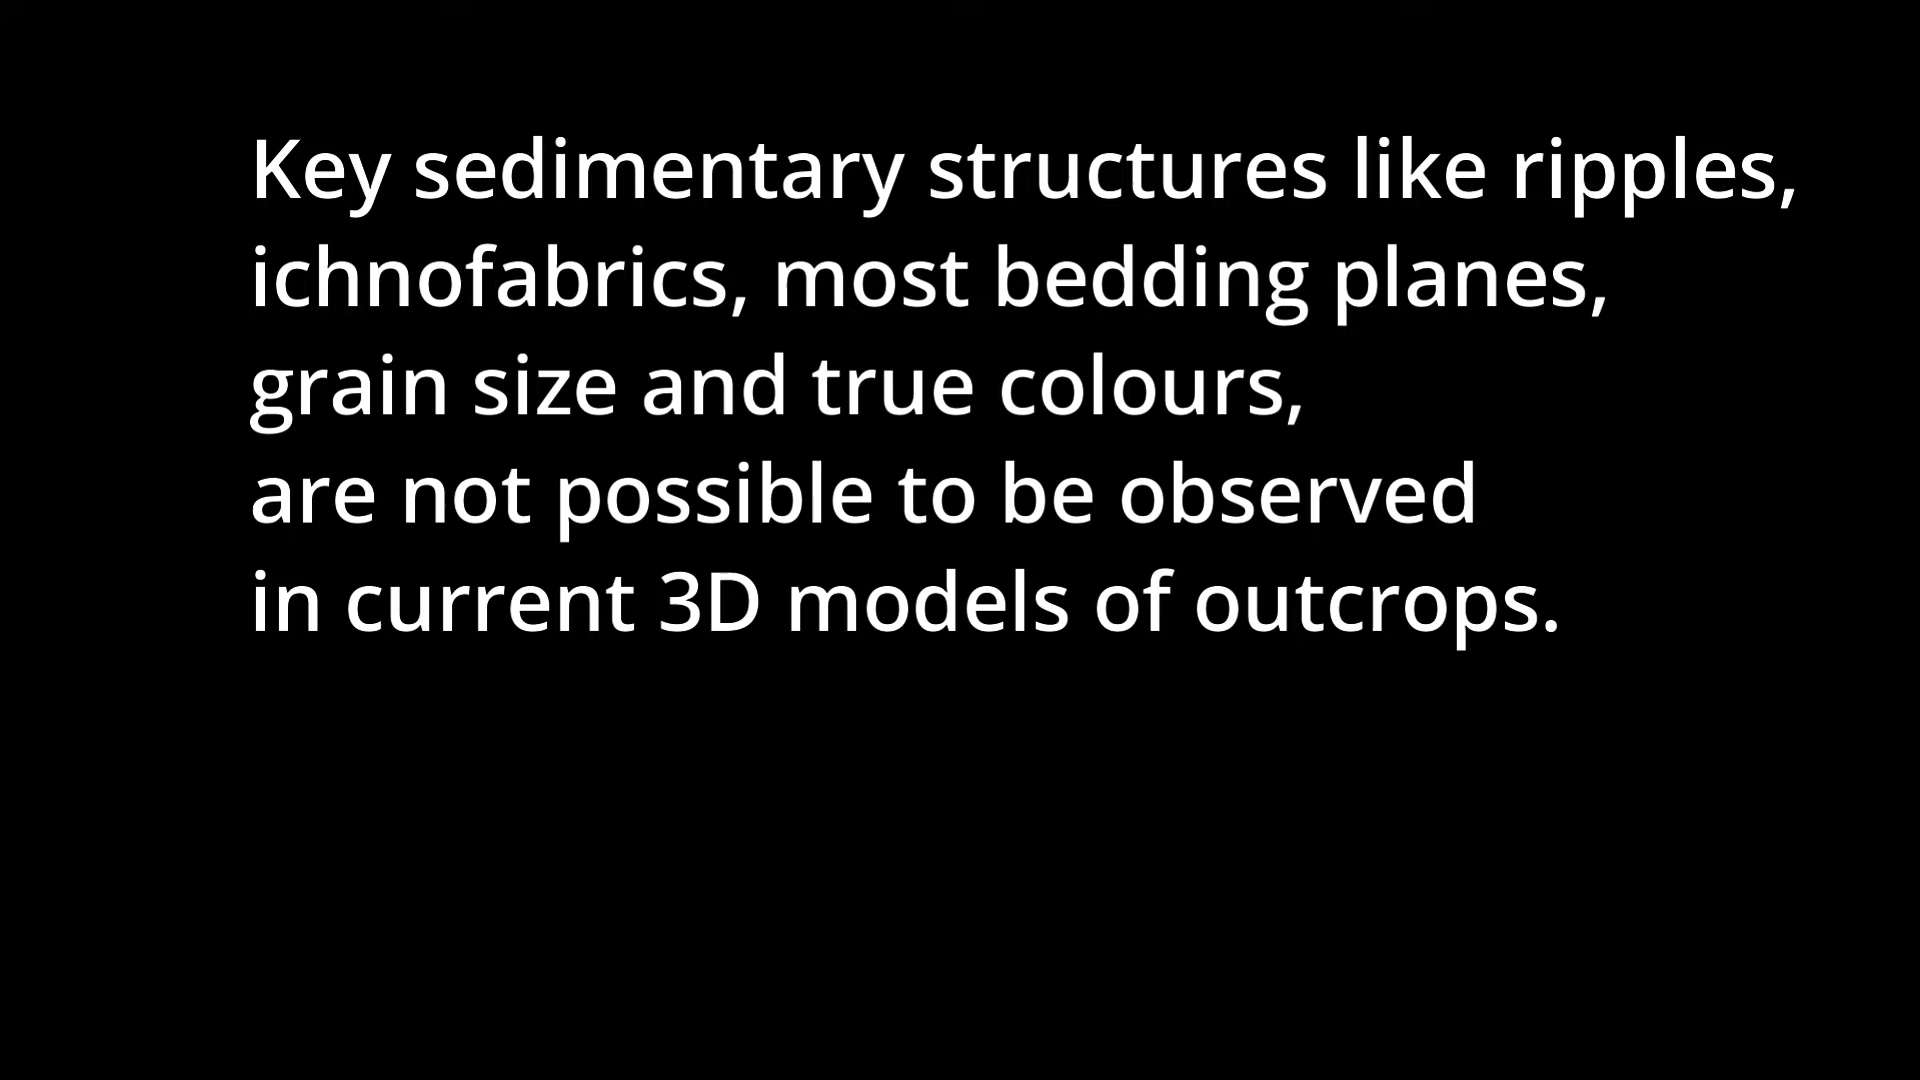 Key sedimentary structures like ripples,
ichnofabrics, most bedding planes,
grain size and true colours,
are not possible to be observed
in current 3D models of outcrops.